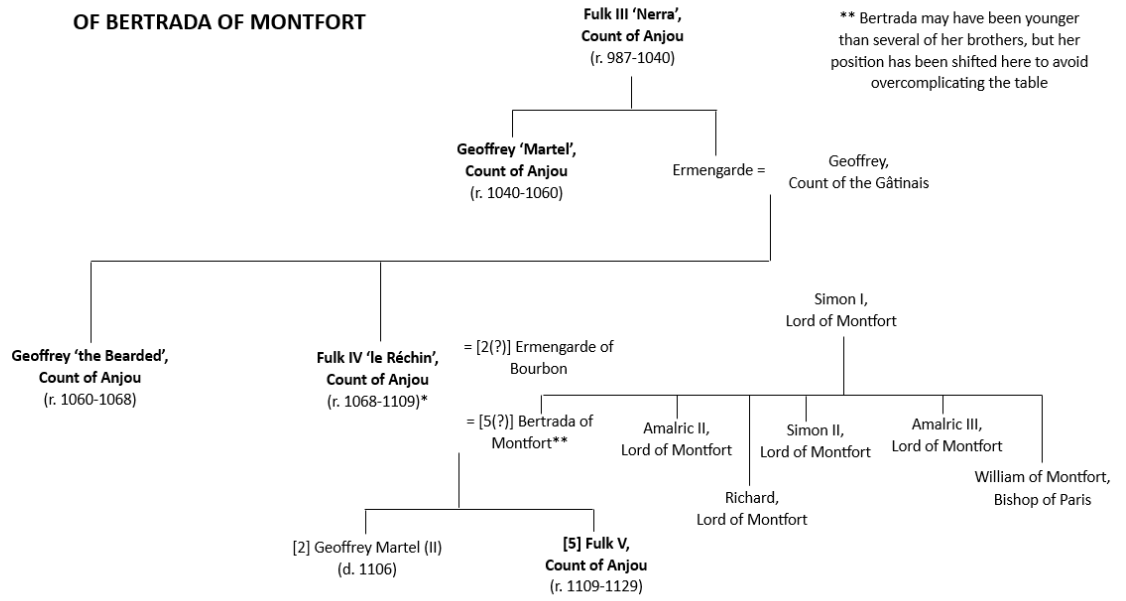 OF BERTRADA OF MONTFORT
Fulk III ‘Nerra’,
Count of Anjou
(r. 987-1040)
** Bertrada may have been younger
than several of her brothers, but her
position has been shifted here to avoid
overcomplicating the table
Geoffrey ‘Martel’,
Count of Anjou
(r. 1040-1060)
Ermengarde =
Geoffrey,
Count of the Gâtinais
Simon I,
Lord of Montfort
Geoffrey ‘the Bearded’,
Count of Anjou
(r. 1060-1068)
Fulk IV ‘le Réchin’,
Count of Anjou
(r. 1068-1109)*
= [2(?)] Ermengarde of
Bourbon
= [5(?)] Bertrada of
Montfort**
Amalric II,
Lord of Montfort
Richard,
Lord of Montfort
Simon II,
Lord of Montfort
Amalric III,
Lord of Montfort
William of Montfort,
Bishop of Paris
[2] Geoffrey Martel (II)
(d. 1106)
[5] Fulk V,
Count of Anjou
(r. 1109-1129)